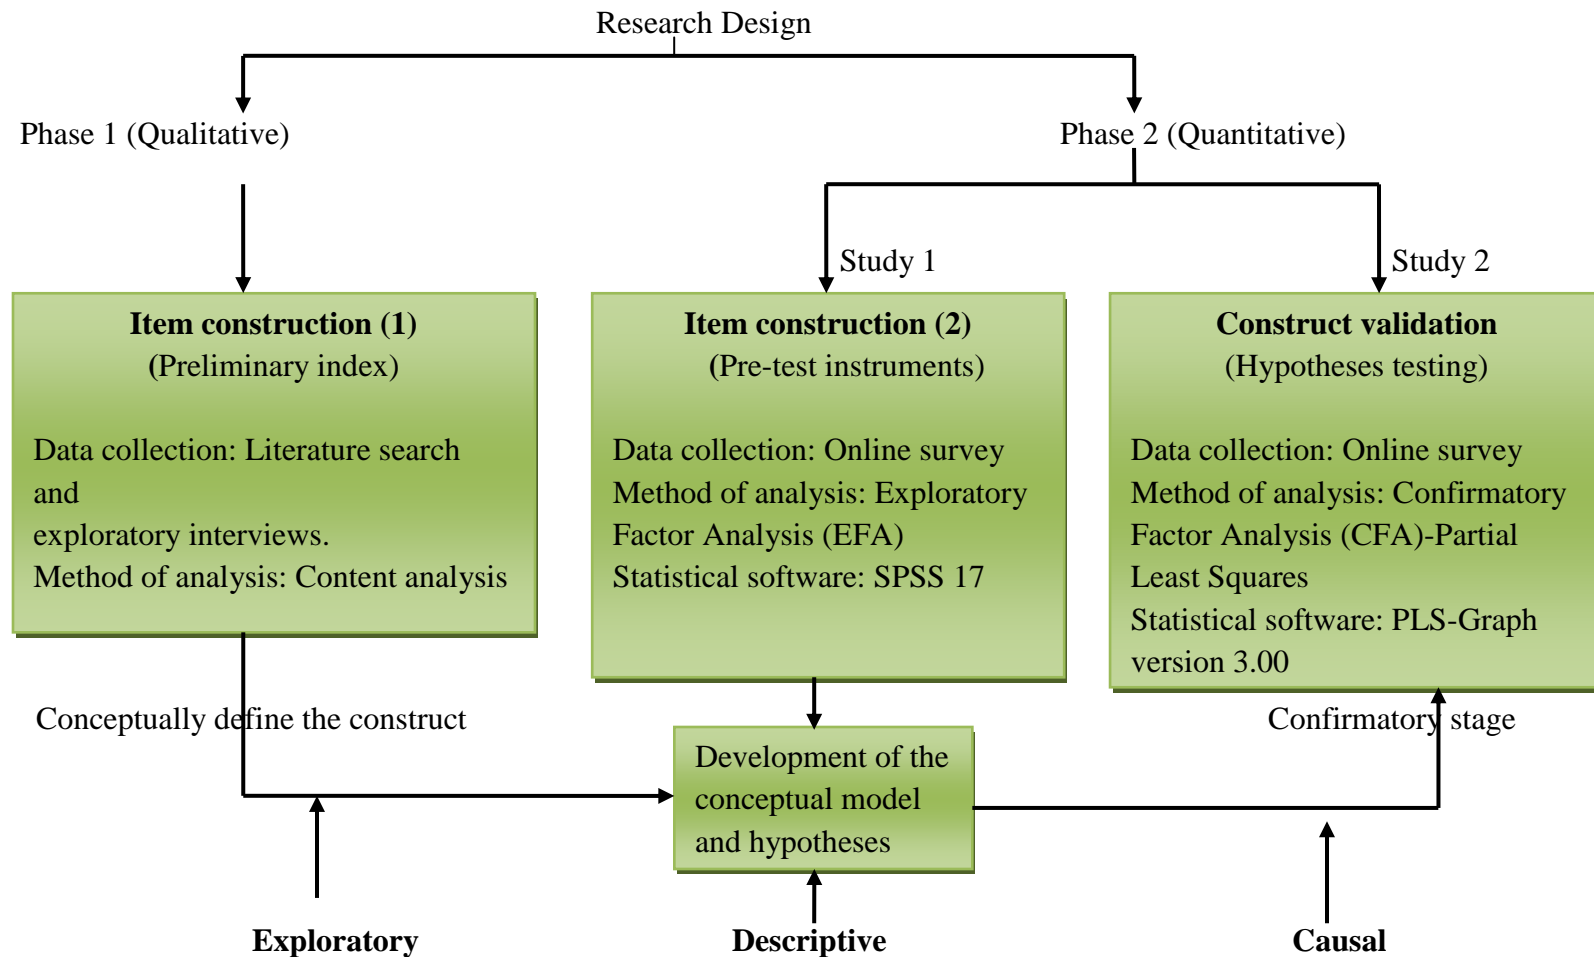 Research Design
Phase 1 (Qualitative)
Phase 2 (Quantitative)
Study 1
Study 2
Item construction (1)
(Preliminary index)
Data collection: Literature search
and
exploratory interviews.
Method of analysis: Content analysis
Item construction (2)
(Pre-test instruments)
Data collection: Online survey
Method of analysis: Exploratory
Factor Analysis (EFA)
Statistical software: SPSS 17
Construct validation
(Hypotheses testing)
Data collection: Online survey
Method of analysis: Confirmatory
Factor Analysis (CFA)-Partial
Least Squares
Statistical software: PLS-Graph
version 3.00
Conceptually define the construct
Confirmatory stage
Development of the
conceptual model
and hypotheses
Exploratory
Descriptive
Causal